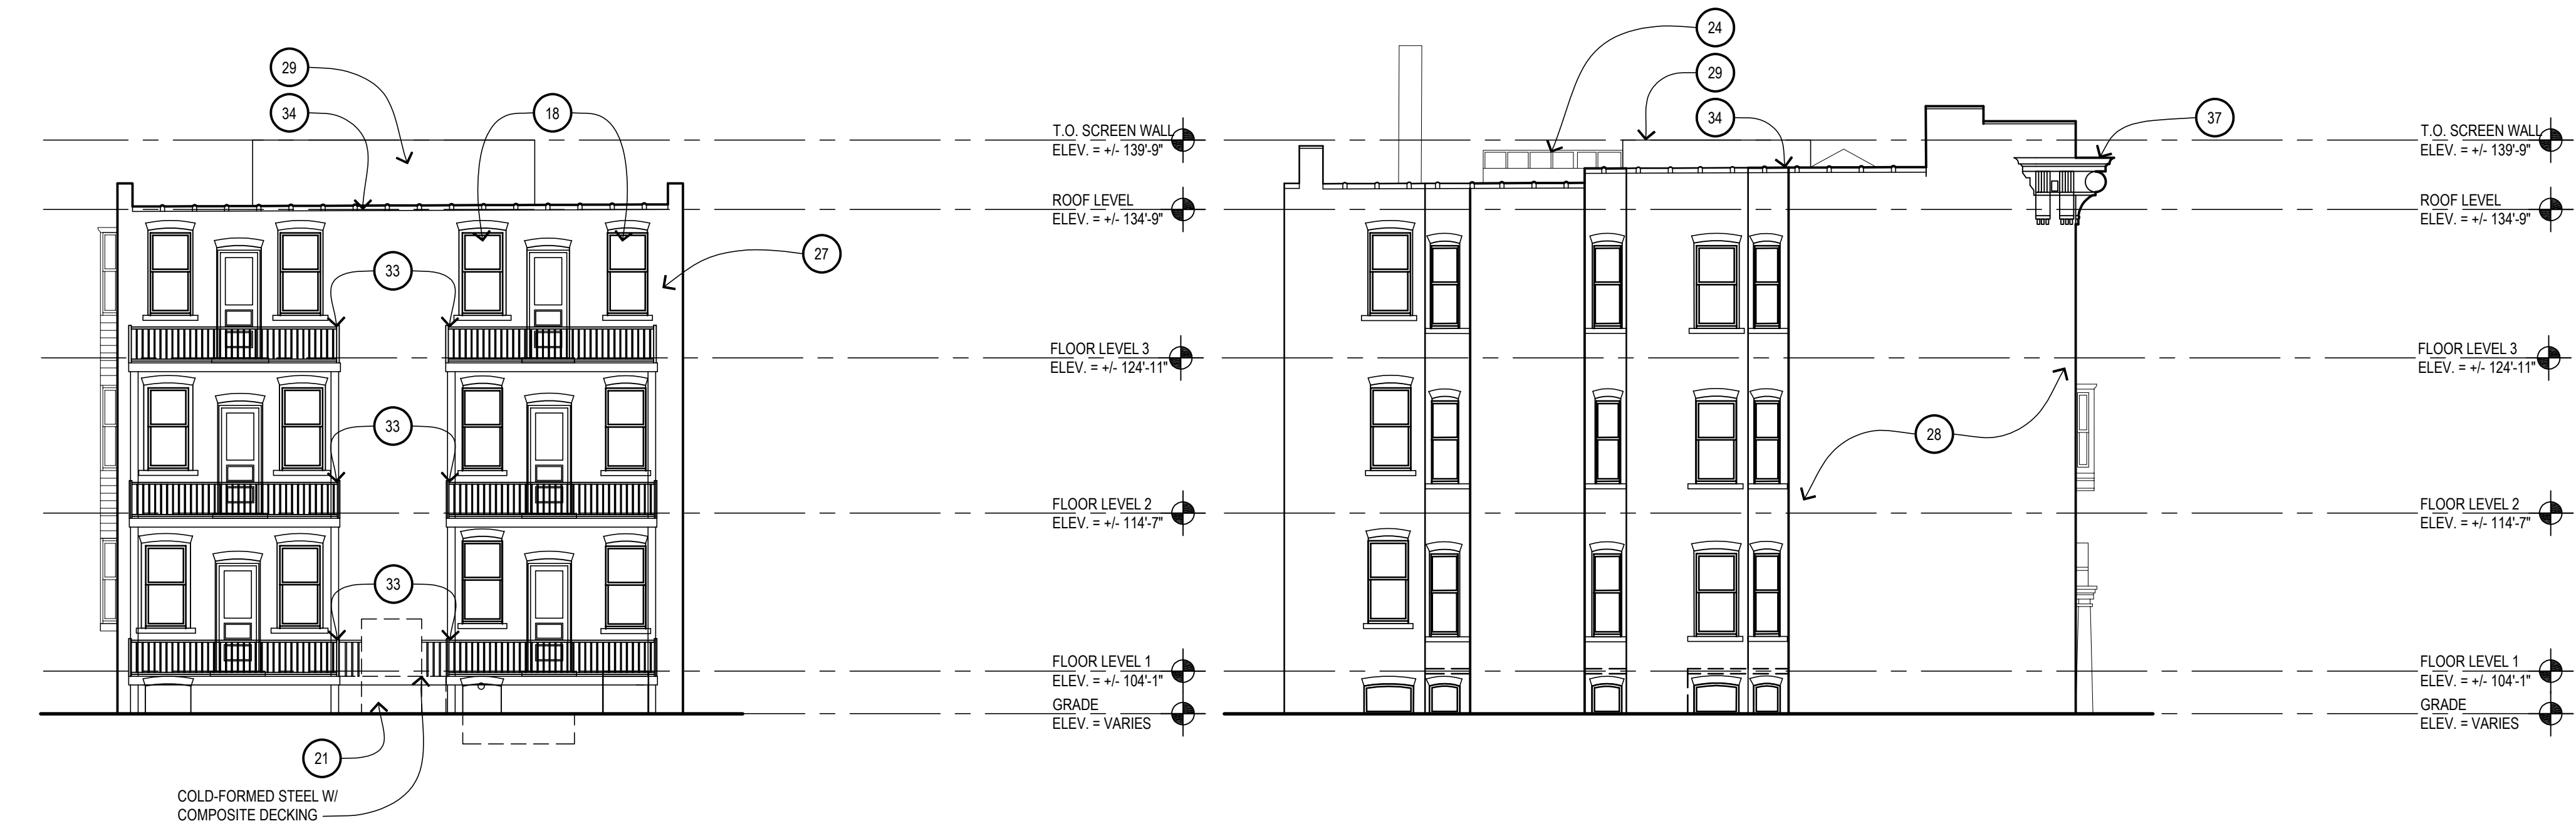 29
34
18
33
27
33
33
21
COLD-FORMED STEEL W/
COMPOSITE DECKING
T.O. SCREEN WALL
ELEV. = +/- 139'-9"
ROOF LEVEL
ELEV. = +/- 134'-9"
FLOOR LEVEL 3
ELEV. = +/- 124'-11"
FLOOR LEVEL 2
ELEV. = +/- 114'-7"
FLOOR LEVEL 1
ELEV. = +/- 104'-1"
GRADE
ELEV. = VARIES
24
29
34
37
28
T.O. SCREEN WALL
ELEV. = +/- 139'-9"
ROOF LEVEL
ELEV. = +/- 134'-9"
FLOOR LEVEL 3
ELEV. = +/- 124'-11"
FLOOR LEVEL 2
ELEV. = +/- 114'-7"
FLOOR LEVEL 1
ELEV. = +/- 104'-1"
GRADE
ELEV. = VARIES